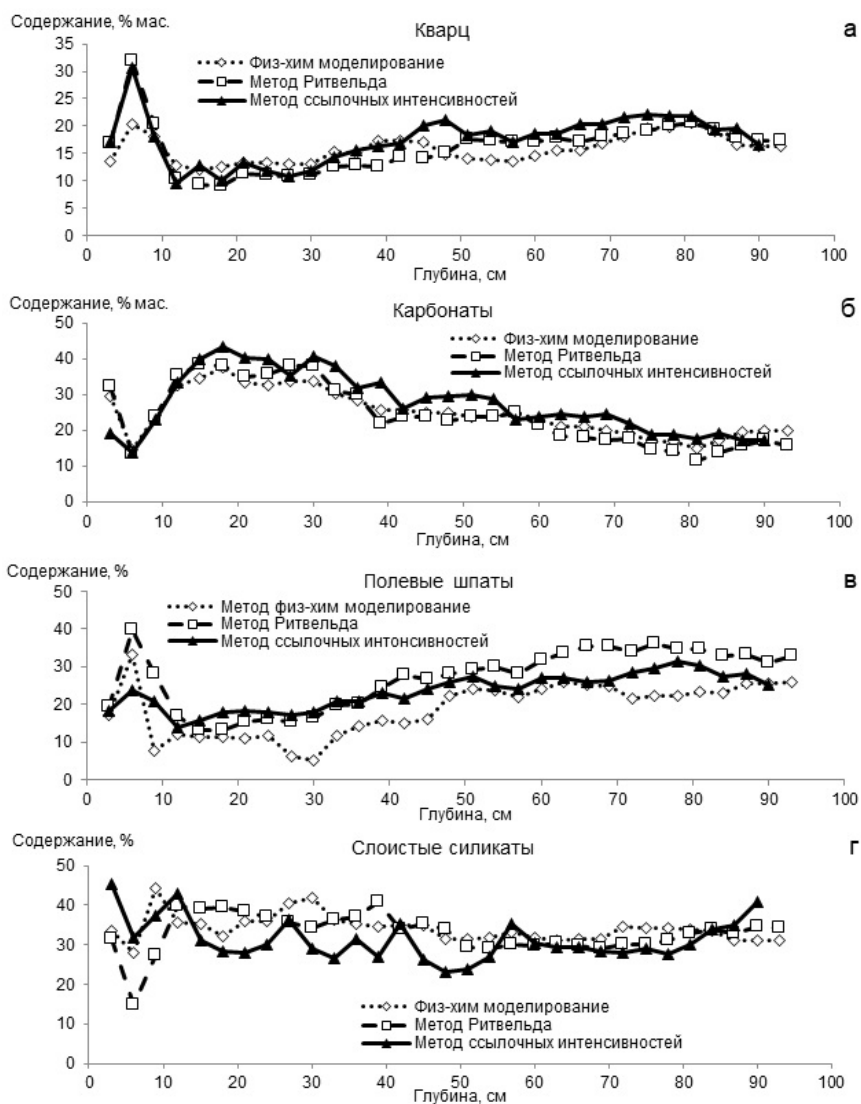 Содержание, % мас.
Кварц
а
35
30
25
20
15
10
5
0
Физ-хим моделирование
Метод Ритвельда
Метод ссылочных интенсивностей
0 10 20 30 40 50 60 70 80 90 100
Глубина, см
Содержание, % мас.
Карбонаты
б
50
40
30
20
10
0
Физ-хим моделирование
Метод Ритвельда
Метод ссылочных интенсивностей
0 10 20 30 40 50 60 70 80 90 100
Глубина, см
Содержание, %
Полевые шпаты
в
50
40
30
20
10
0
Метод физ-хим моделирование
Метод Ритвельда
Метод ссылочных интонсивностей
0 10 20 30 40 50 60 70 80 90 100
Глубина, см
Содержание, %
Слоистые силикаты
г
50
40
30
20
10
0
Физ-хим моделирование
Метод Ритвельда
Метод ссылочных интенсивностей
0 10 20 30 40 50 60 70 80 90 100
Глубина, см